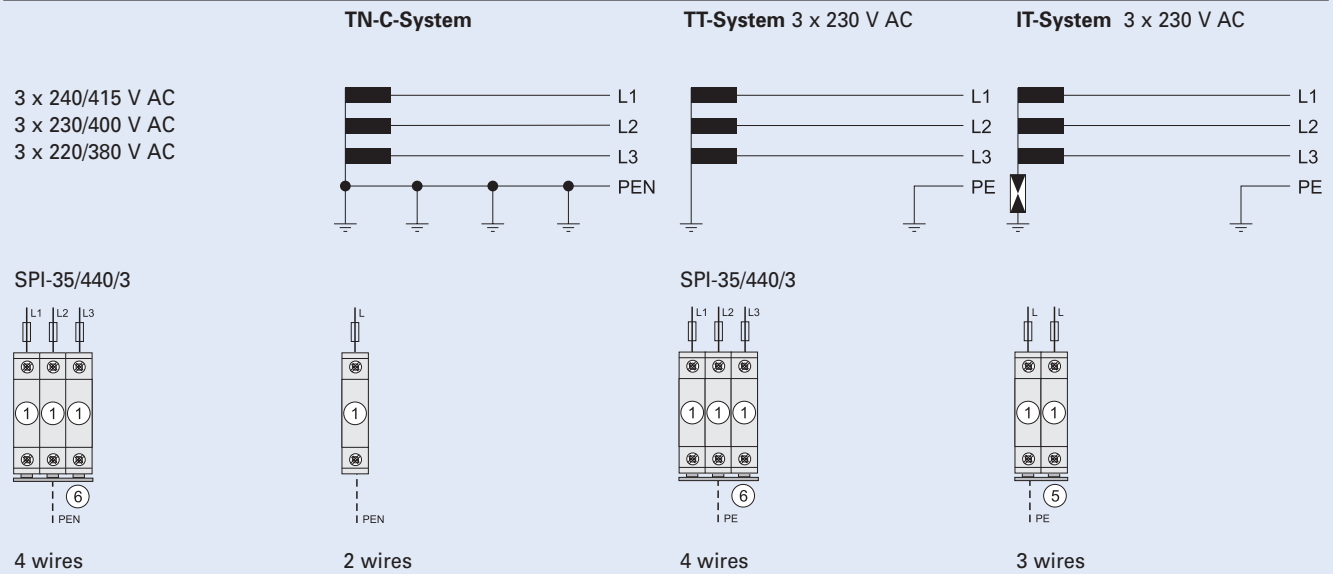 TN-C-System
TT-System 3 x 230 V AC
IT-System 3 x 230 V AC
3 x 240/415 V AC
3 x 230/400 V AC
3 x 220/380 V AC
L1
L2
L3
PEN
L1
L2
L3
PE
L1
L2
L3
PE
SPI-35/440/3
SPI-35/440/3
L1 L2 L3
1 1 1
6
PEN
L
1
PEN
L1 L2 L3
1 1 1
6
PE
L L
1 1
5
PE
4 wires
2 wires
4 wires
3 wires